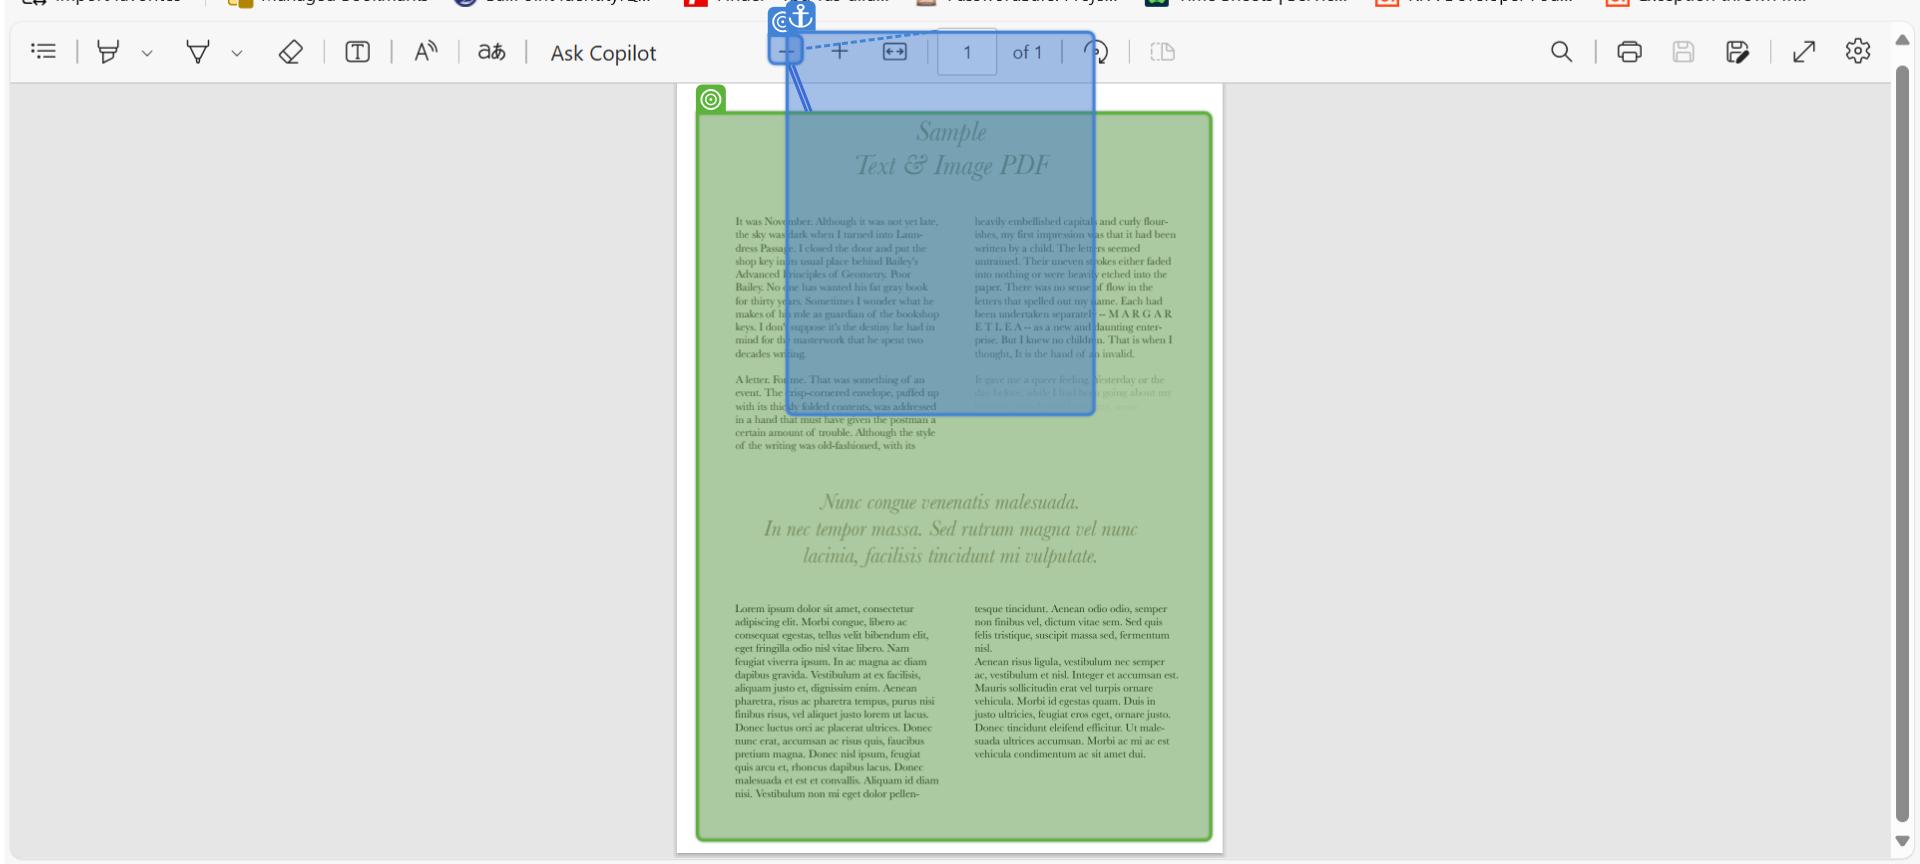 Ask Copilot
1 of 1
Sample
Text & Image PDF
It was November. Although it was not yet late,
the sky was dark when I turned into Laun-
dress Passage. I closed the door and put the
shop key in its usual place behind Bailey's
Advanced Principles of Geometry. Poor
Bailey. No one has wanted his fat gray book
for thirty years. Sometimes I wonder what he
makes of his role as guardian of the bookshop
keys. I don't suppose it's the destiny he had in
mind for the masterwork that he spent two
decades writing.
A letter. For me. That was something of an
event. The crisp-cornered envelope, puffed up
with its thickly folded contents, was addressed
in a hand that must have given the postman a
certain amount of trouble. Although the style
of the writing was old-fashioned, with its
heavily embellished capitals and curly flour-
ishes, my first impression was that it had been
written by a child. The letters seemed
untrained. Their uneven strokes either faded
into nothing or were heavily etched into the
paper. There was no sense of flow in the
letters that spelled out my name. Each had
been undertaken separately -- M A R G A R
E T L E A -- as a new and daunting enter-
prise. But I knew no children. That is when I
thought, It is the hand of an invalid.
It gave me a queer feeling. Yesterday or the
day before, while I had been going about my
Nunc congue venenatis malesuada.
In nec tempor massa. Sed rutrum magna vel nunc
lacinia, facilisis tincidunt mi vulputate.
Lorem ipsum dolor sit amet, consectetur
adipiscing elit. Morbi congue, libero ac
consequat egestas, tellus velit bibendum elit,
eget fringilla odio nisl vitae libero. Nam
feugiat viverra ipsum. In ac magna ac diam
dapibus gravida. Vestibulum at ex facilisis,
aliquam justo et, dignissim enim. Aenean
pharetra, risus ac pharetra tempus, purus nisi
finibus risus, vel aliquet justo lorem ut lacus.
Donec luctus orci ac placerat ultrices. Donec
nunc erat, accumsan ac risus quis, faucibus
pretium magna. Donec nisl ipsum, feugiat
quis arcu et, rhoncus dapibus lacus. Donec
malesuada et est et convallis. Aliquam id diam
nisi. Vestibulum non mi eget dolor pellen-
tesque tincidunt. Aenean odio odio, semper
non finibus vel, dictum vitae sem. Sed quis
felis tristique, suscipit massa sed, fermentum
nisl.
Aenean risus ligula, vestibulum nec semper
ac, vestibulum et nisl. Integer et accumsan est.
Mauris sollicitudin erat vel turpis ornare
vehicula. Morbi id egestas quam. Duis in
justo ultricies, feugiat eros eget, ornare justo.
Donec tincidunt eleifend efficitur. Ut male-
suada ultrices accumsan. Morbi ac mi ac est
vehicula condimentum ac sit amet dui.